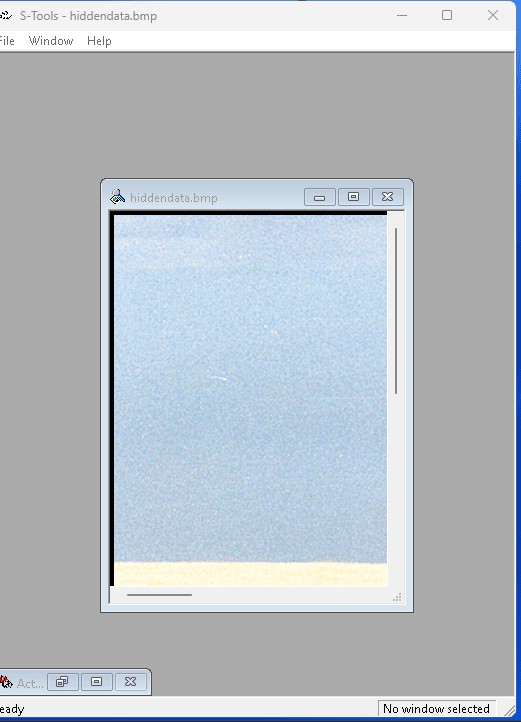 S-Tools - hiddendata.bmp
File Window Help
hiddendata.bmp
Act...
eady No window selected